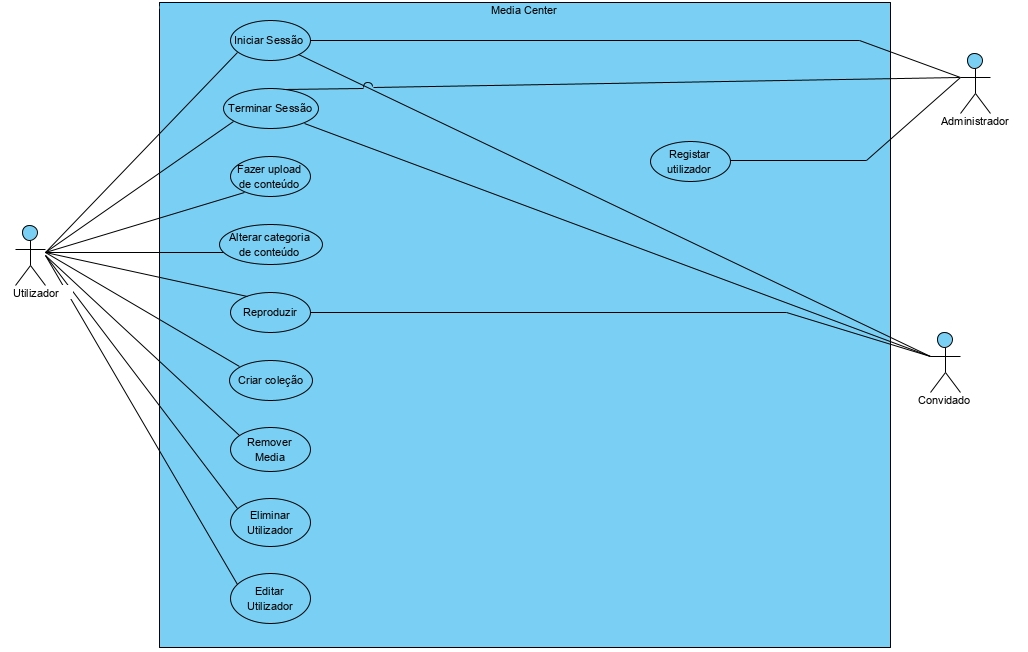 Media Center
Iniciar Sessão
Terminar Sessão
Administrador
Registar
utilizador
Fazer upload
de conteúdo
Alterar categoria
de conteúdo
Utilizador
Reproduzir
Criar coleção
Convidado
Remover
Media
Eliminar
Utilizador
Editar
Utilizador